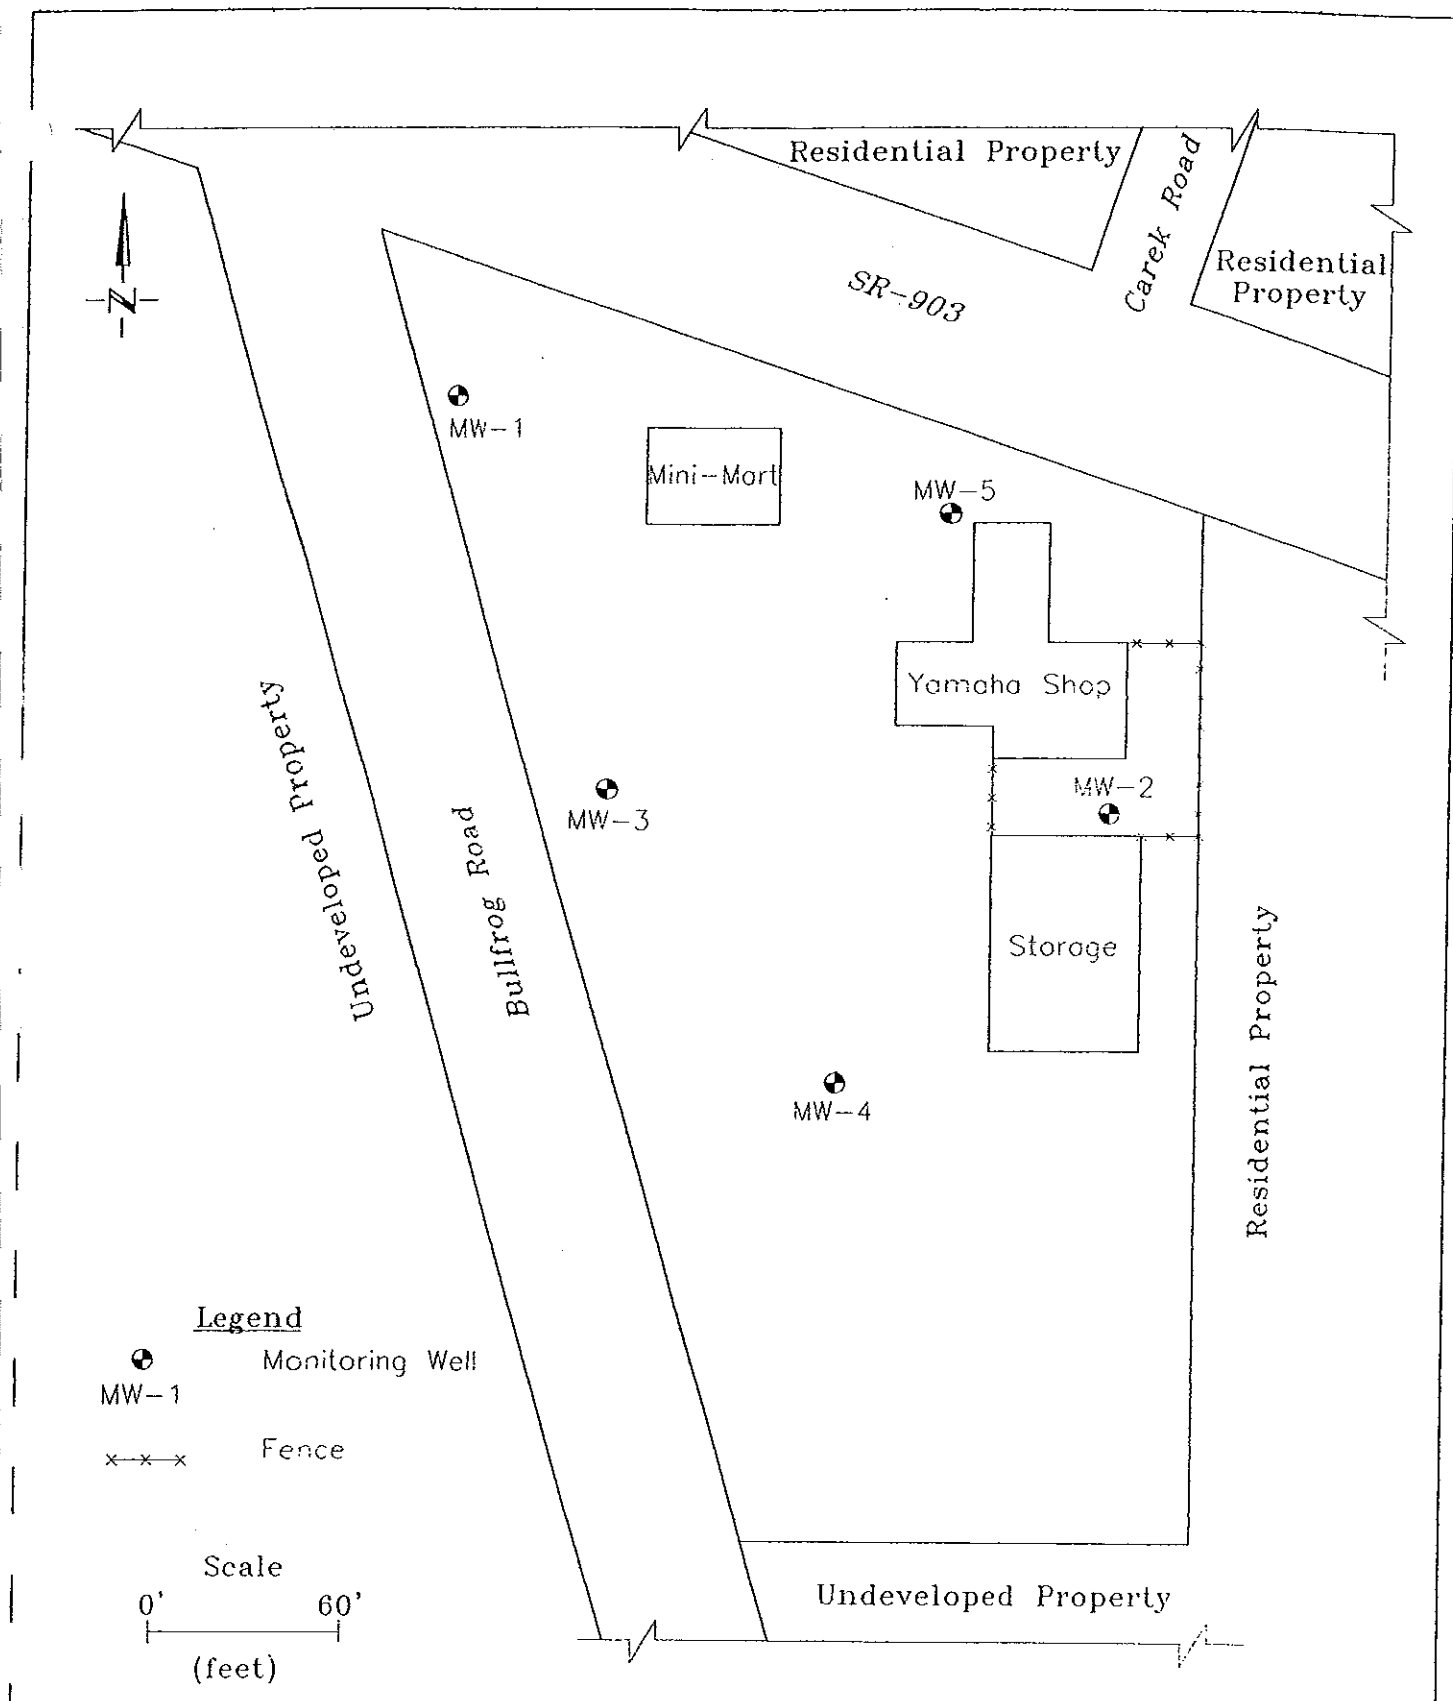 Residential Property
Carek Road
Residential
Property
SR-903
-N-
MW-1
Mini-Mart
MW-5
Yamaha Shop
MW-2
MW-3
Undeveloped Property
Bullfrog Road
Storage
Residential Property
MW-4
Legend
Monitoring Well
MW-1
Fence
Scale
0' 60'
(feet)
Undeveloped Property